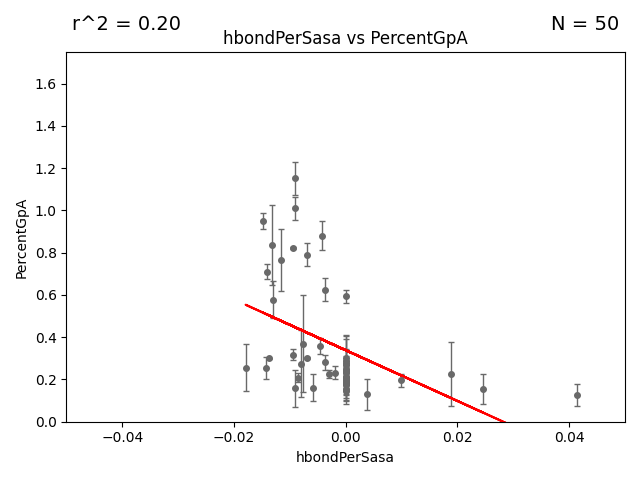 r^2 = 0.20
N = 50
hbondPerSasa vs PercentGpA
1.6
1.4
1.2
1.0
0.8
0.6
0.4
0.2
0.0
PercentGpA
−0.04
−0.02
0.00
0.02
0.04
hbondPerSasa